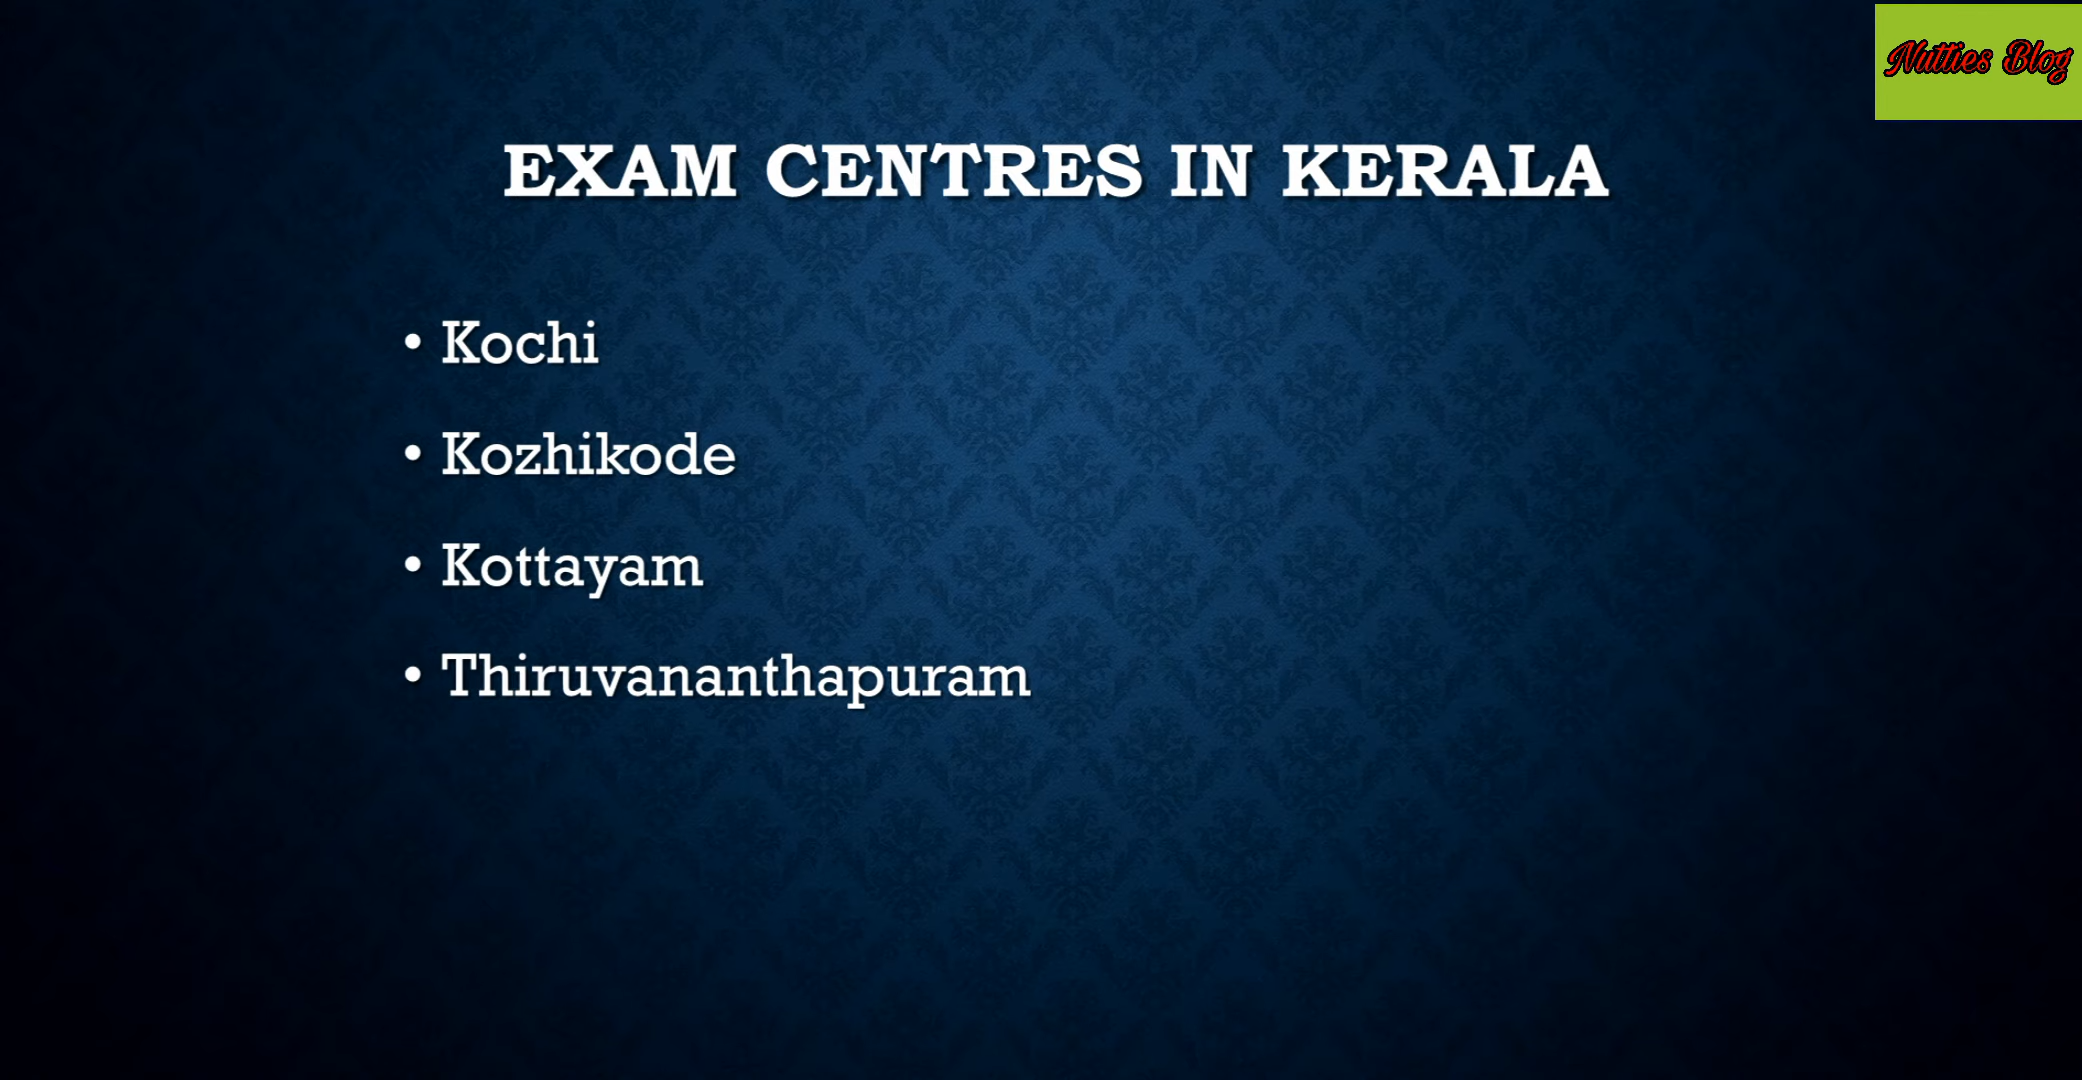 Nutties Blog
EXAM CENTRES IN KERALA
• Kochi
• Kozhikode
• Kottayam
• Thiruvananthapuram